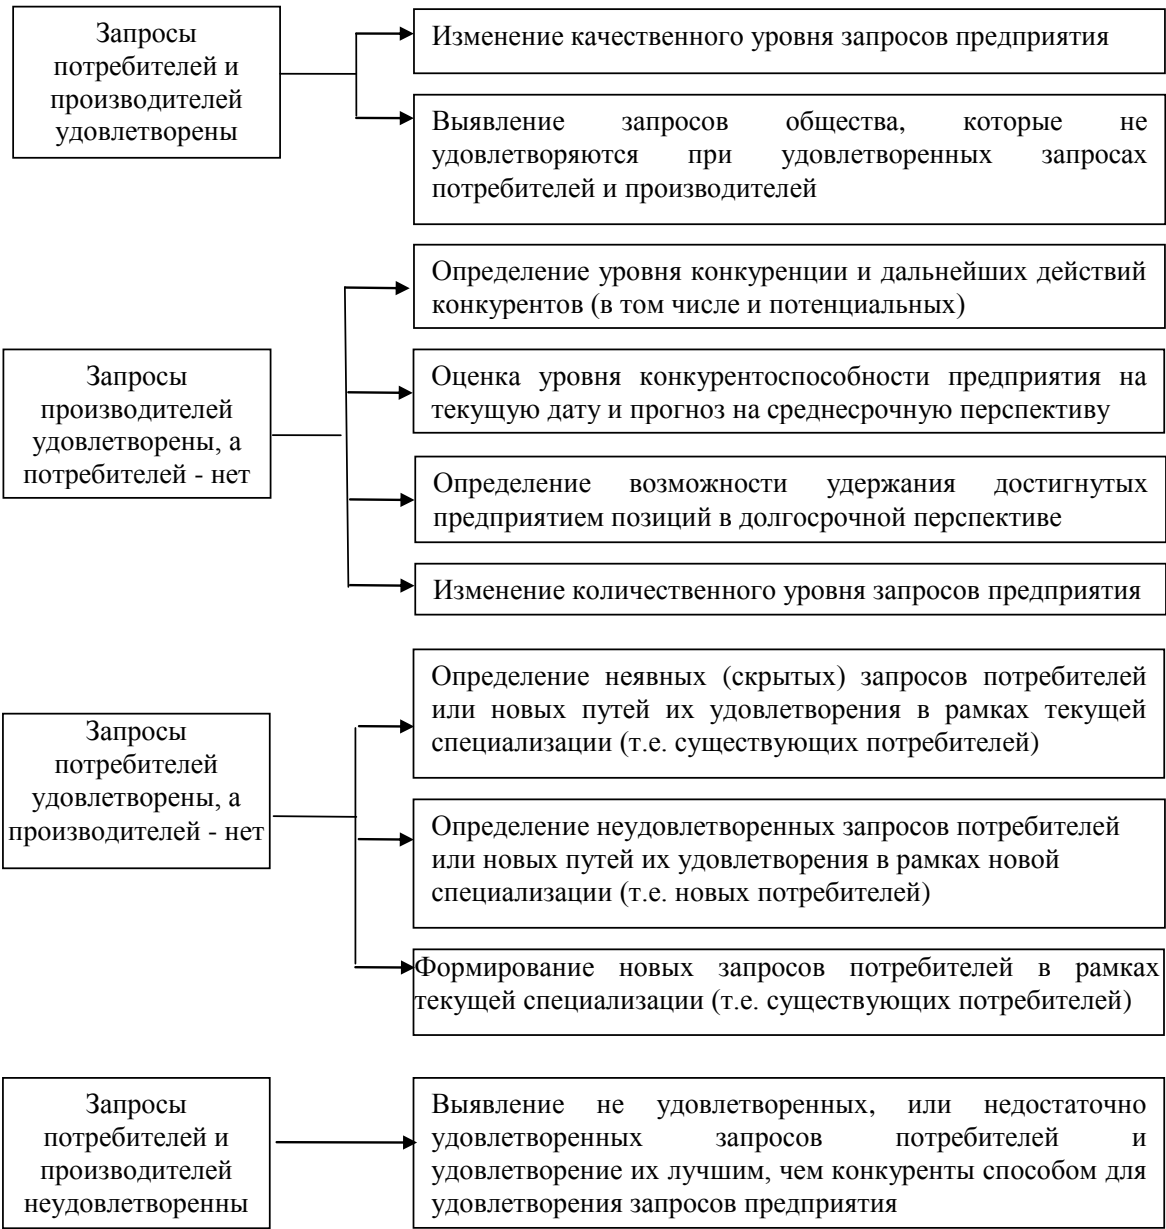 Запросы
потребителей и
производителей
удовлетворены
Изменение качественного уровня запросов предприятия
Выявление запросов общества, которые не
удовлетворяются при удовлетворенных запросах
потребителей и производителей
Запросы
производителей
удовлетворены, а
потребителей - нет
Определение уровня конкуренции и дальнейших действий
конкурентов (в том числе и потенциальных)
Оценка уровня конкурентоспособности предприятия на
текущую дату и прогноз на среднесрочную перспективу
Определение возможности удержания достигнутых
предприятием позиций в долгосрочной перспективе
Изменение количественного уровня запросов предприятия
Запросы
потребителей
удовлетворены, а
производителей - нет
Определение неявных (скрытых) запросов потребителей
или новых путей их удовлетворения в рамках текущей
специализации (т.е. существующих потребителей)
Определение неудовлетворенных запросов потребителей
или новых путей их удовлетворения в рамках новой
специализации (т.е. новых потребителей)
Формирование новых запросов потребителей в рамках
текущей специализации (т.е. существующих потребителей)
Запросы
потребителей и
производителей
неудовлетворенны
Выявление не удовлетворенных, или недостаточно
удовлетворенных запросов потребителей и
удовлетворение их лучшим, чем конкуренты способом для
удовлетворения запросов предприятия